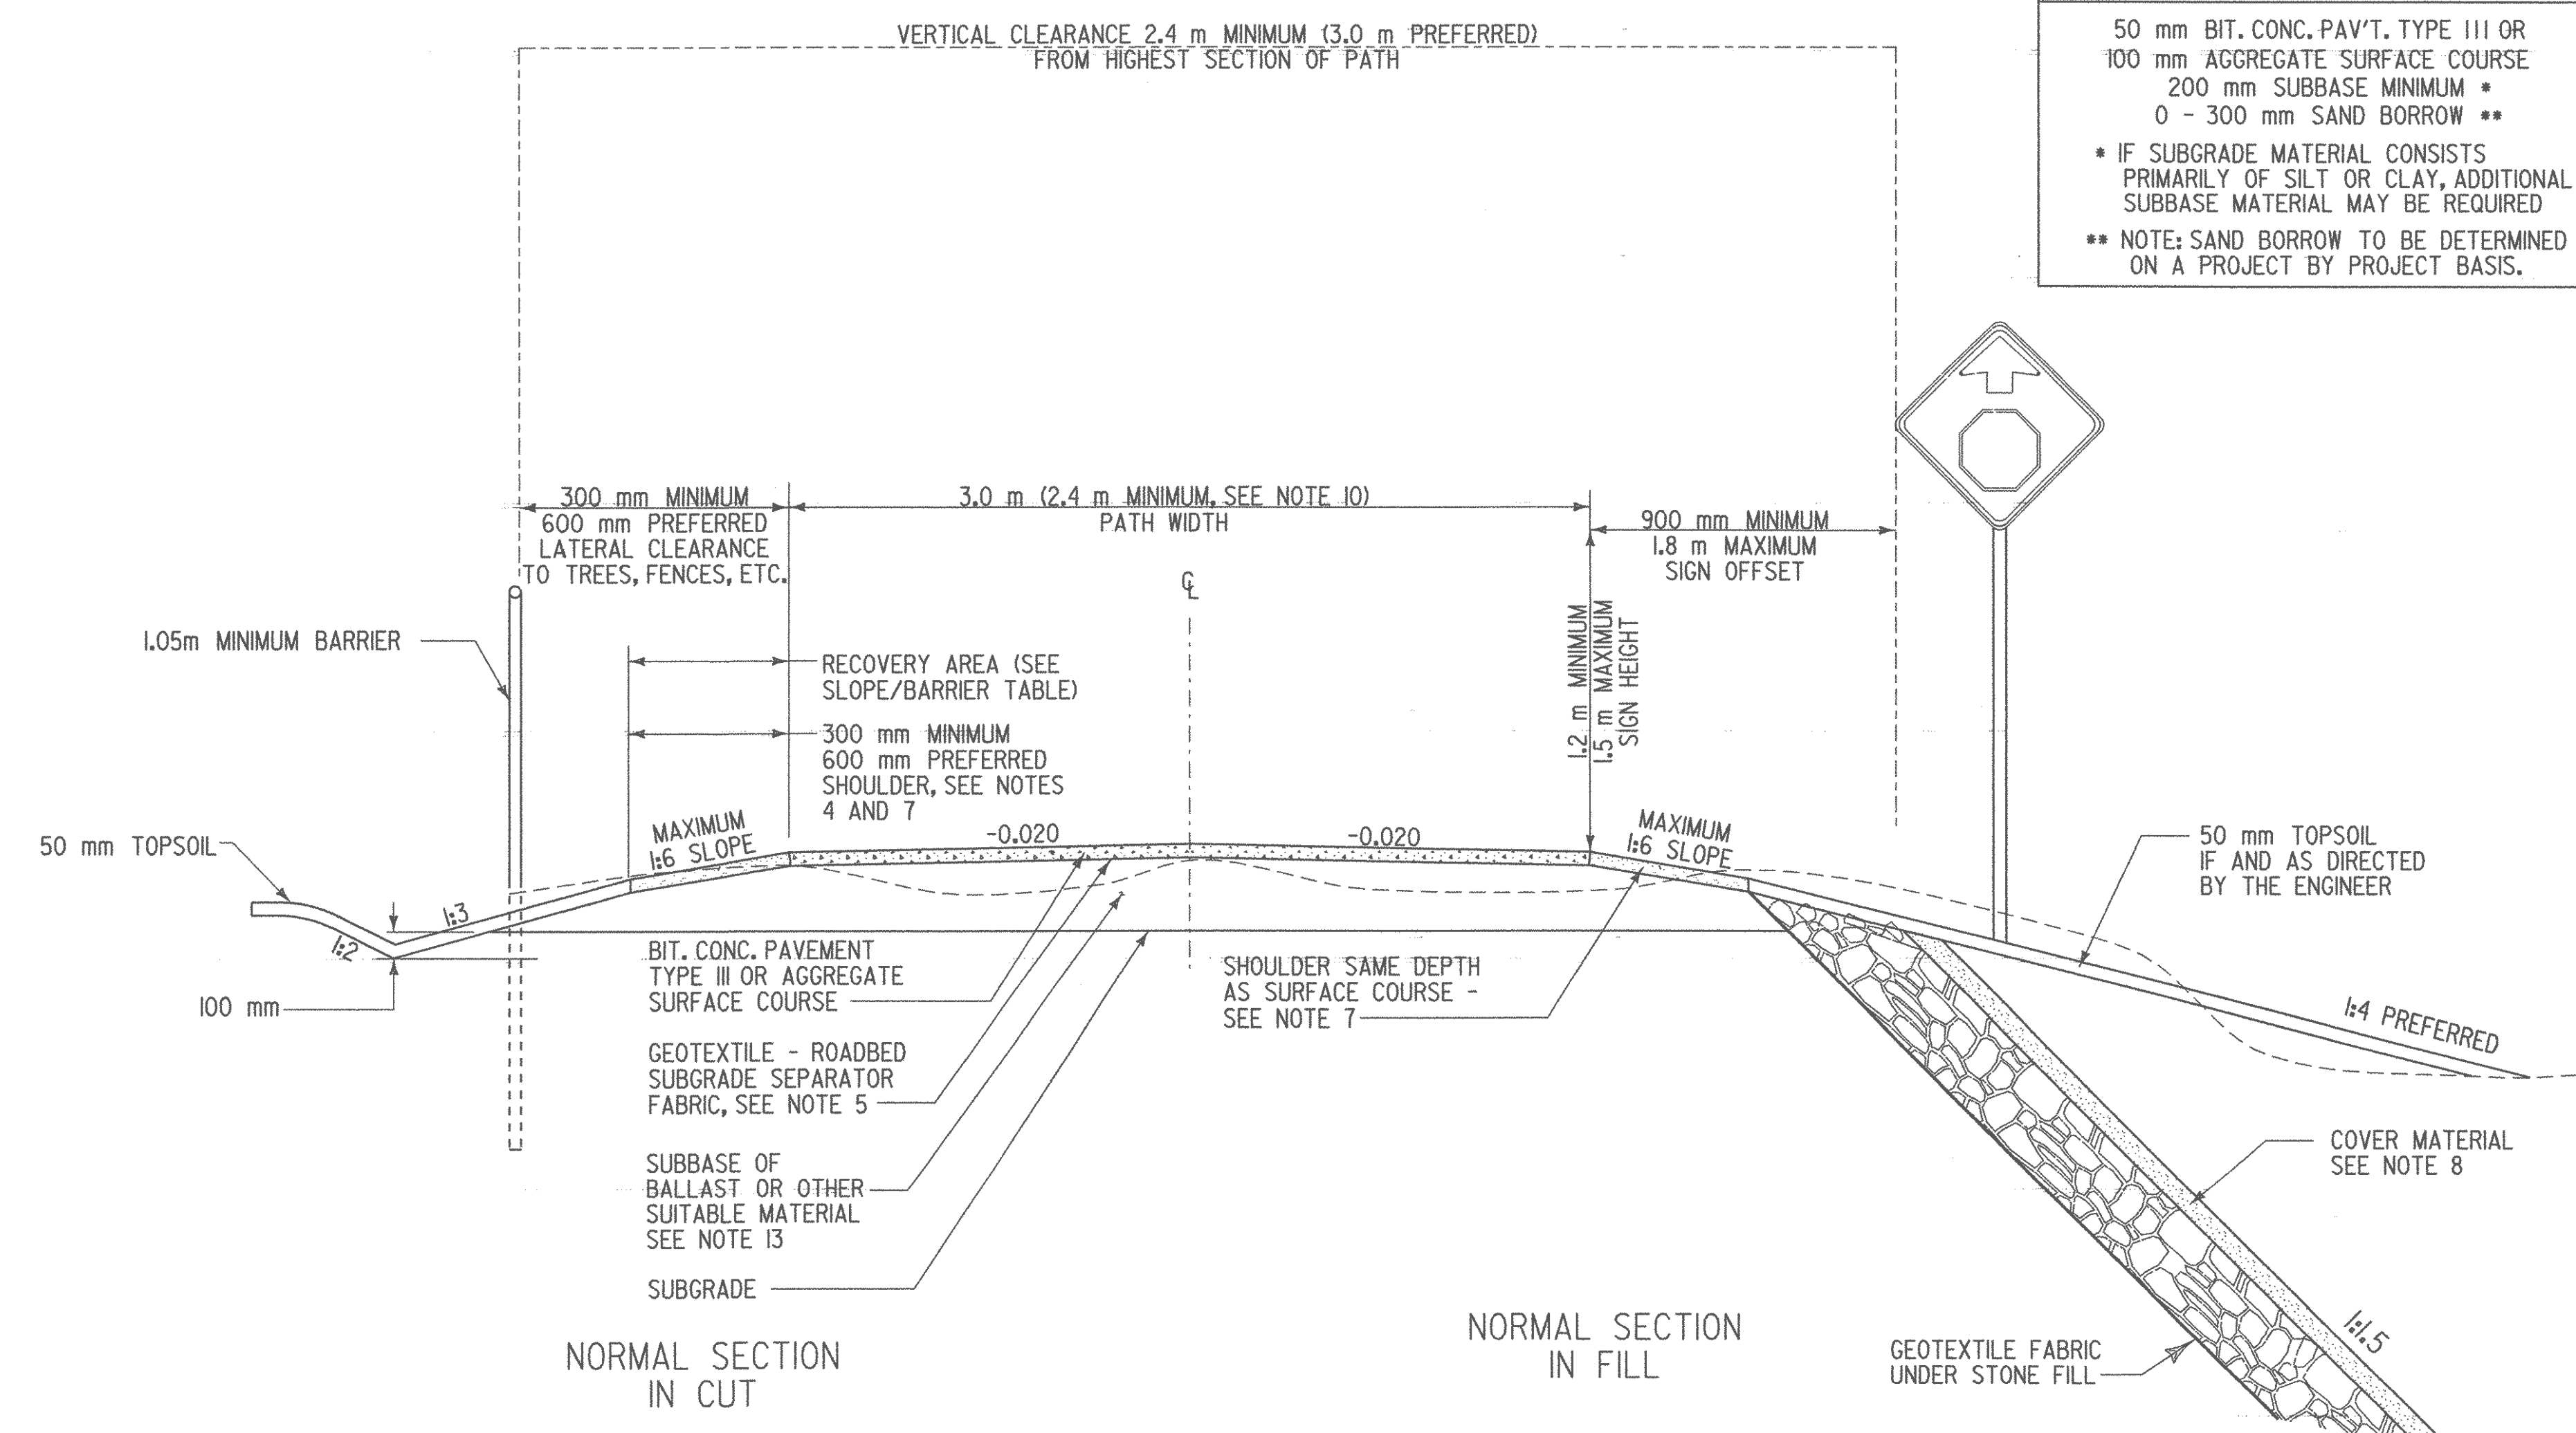 VERTICAL CLEARANCE 2.4 m MINIMUM (3.0 m PREFERRED)
FROM HIGHEST SECTION OF PATH
50 mm BIT. CONC. PAV'T. TYPE III OR
100 mm AGGREGATE SURFACE COURSE
200 mm SUBBASE MINIMUM *
0 - 300 mm SAND BORROW **
* IF SUBGRADE MATERIAL CONSISTS
PRIMARILY OF SILT OR CLAY, ADDITIONAL
SUBBASE MATERIAL MAY BE REQUIRED
** NOTE: SAND BORROW TO BE DETERMINED
ON A PROJECT BY PROJECT BASIS.
300 mm MINIMUM
600 mm PREFERRED
LATERAL CLEARANCE
TO TREES, FENCES, ETC.
3.0 m (2.4 m MINIMUM, SEE NOTE 10)
PATH WIDTH
900 mm MINIMUM
1.8 m MAXIMUM
SIGN OFFSET
℄
1.2 m MINIMUM
1.5 m MAXIMUM
SIGN HEIGHT
1.05m MINIMUM BARRIER
RECOVERY AREA (SEE
SLOPE/BARRIER TABLE)
300 mm MINIMUM
600 mm PREFERRED
SHOULDER, SEE NOTES
4 AND 7
50 mm TOPSOIL
MAXIMUM
1:6 SLOPE
-0.020
-0.020
MAXIMUM
1:6 SLOPE
50 mm TOPSOIL
IF AND AS DIRECTED
BY THE ENGINEER
1:3
1:2
100 mm
BIT. CONC. PAVEMENT
TYPE III OR AGGREGATE
SURFACE COURSE
SHOULDER SAME DEPTH
AS SURFACE COURSE -
SEE NOTE 7
1:4 PREFERRED
GEOTEXTILE - ROADBED
SUBGRADE SEPARATOR
FABRIC, SEE NOTE 5
SUBBASE OF
BALLAST OR OTHER
SUITABLE MATERIAL
SEE NOTE 13
COVER MATERIAL
SEE NOTE 8
SUBGRADE
1:1.5
NORMAL SECTION
IN CUT
NORMAL SECTION
IN FILL
GEOTEXTILE FABRIC
UNDER STONE FILL